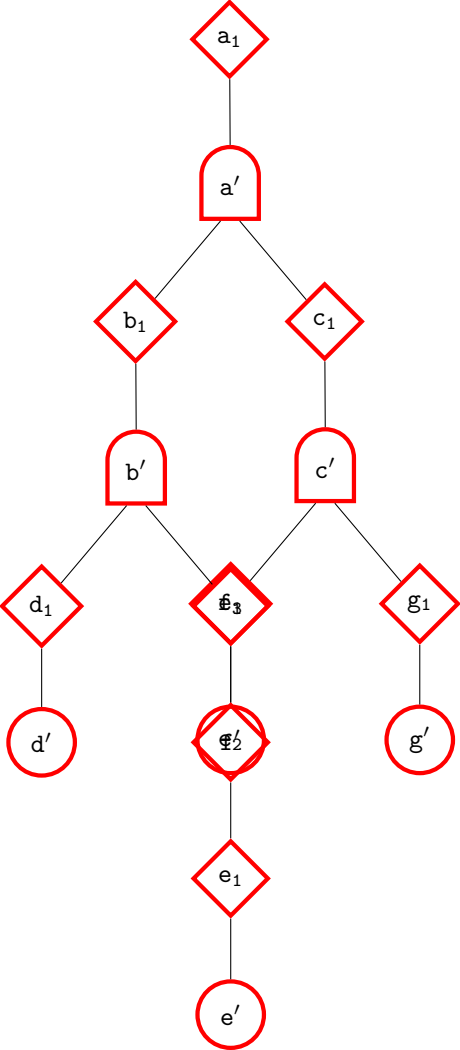 a₁
a′
b₁ c₁
b′ c′
d₁ g₁
d′ g′
e₁
e′